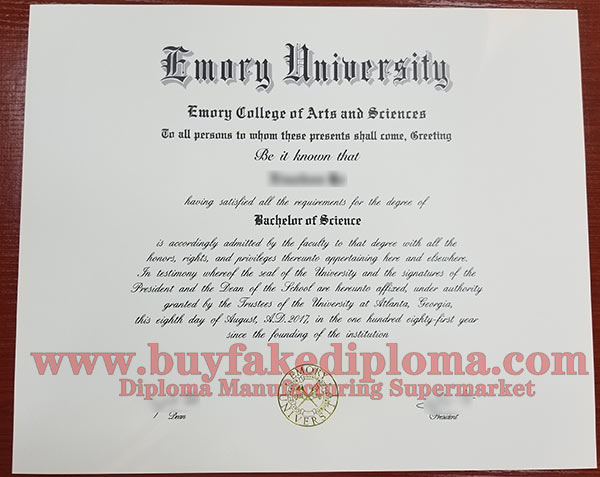 Emory University
Emory College of Arts and Sciences
To all persons to whom these presents shall come, Greeting
Be it known that
having satisfied all the requirements for the degree of
Bachelor of Science
is accordingly admitted by the faculty to that degree with all the
honors, rights, and privileges thereunto appertaining here and elsewhere.
In testimony whereof the seal of the University and the signatures of the
President and the Dean of the School are hereunto affixed, under authority
granted by the Trustees of the University at Atlanta, Georgia,
this eighth day of August, A.D.2017, in the one hundred eighty-first year
since the founding of the institution
www.buyfakediploma.com
Diploma Manufacturing Supermarket
EMORY
UNIVERSITY
Dean
President